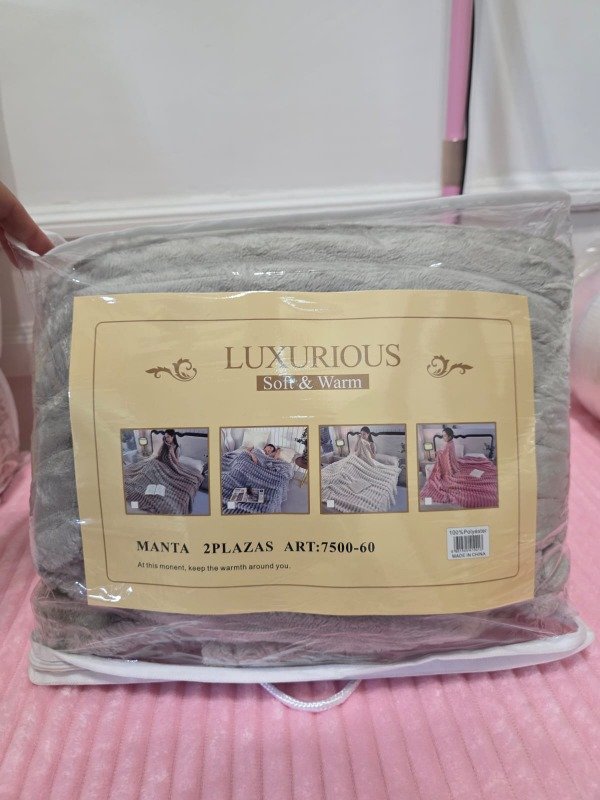 LUXURIOUS
Soft & Warm
MANTA 2PLAZAS ART:7500-60
At this monent, keep the warmth around you.
100%Polyester
MADE IN CHINA